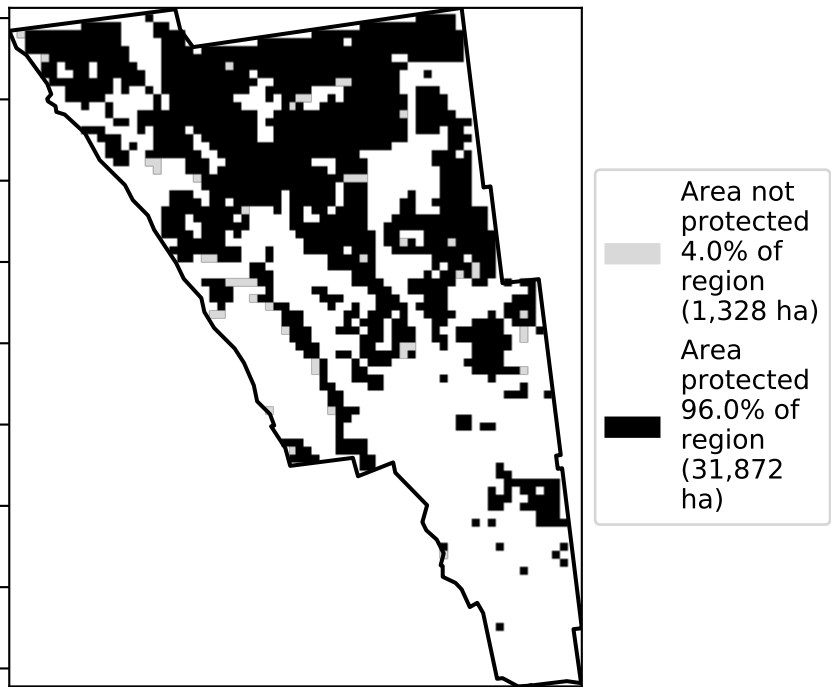 Area not
protected
4.0% of
region
(1,328 ha)
Area
protected
96.0% of
region
(31,872
ha)